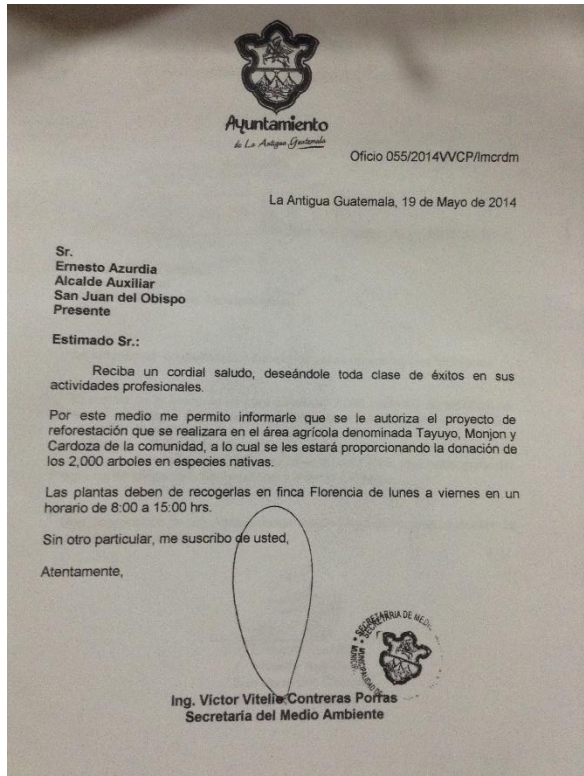 Ayuntamiento
de La Antigua Guatemala
Oficio 055/2014VVCP/lmcrdm
La Antigua Guatemala, 19 de Mayo de 2014
Sr.
Ernesto Azurdia
Alcalde Auxiliar
San Juan del Obispo
Presente
Estimado Sr.:
Reciba un cordial saludo, deseándole toda clase de éxitos en sus
actividades profesionales.
Por este medio me permito informarle que se le autoriza el proyecto de
reforestación que se realizara en el área agrícola denominada Tayuyo, Monjon y
Cardoza de la comunidad, a lo cual se les estará proporcionando la donación de
los 2,000 arboles en especies nativas.
Las plantas deben de recogerlas en finca Florencia de lunes a viernes en un
horario de 8:00 a 15:00 hrs.
Sin otro particular, me suscribo de usted,
Atentamente,
SECRETARRIA DE
Ing. Victor Vitelio Contreras Porras
Secretaria del Medio Ambiente